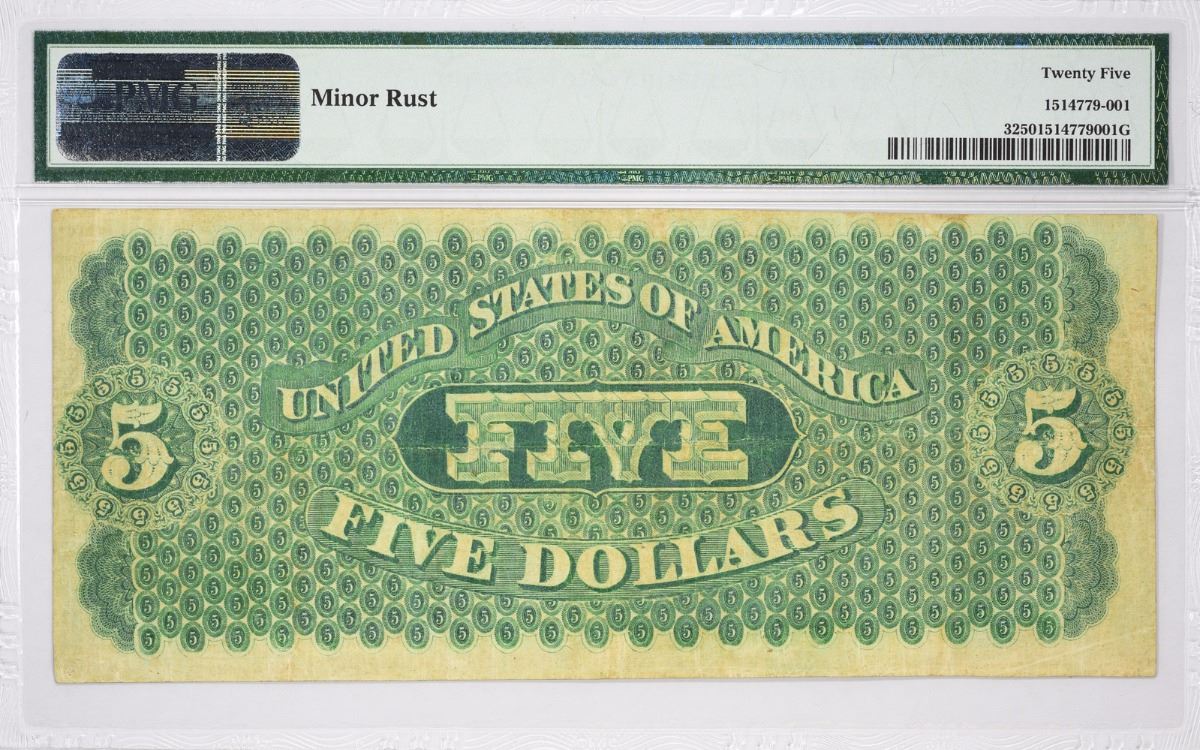 PMG
Minor Rust
Twenty Five
1514779-001
32501514779001G
UNITED STATES OF AMERICA
5
FIVE
5
FIVE DOLLARS